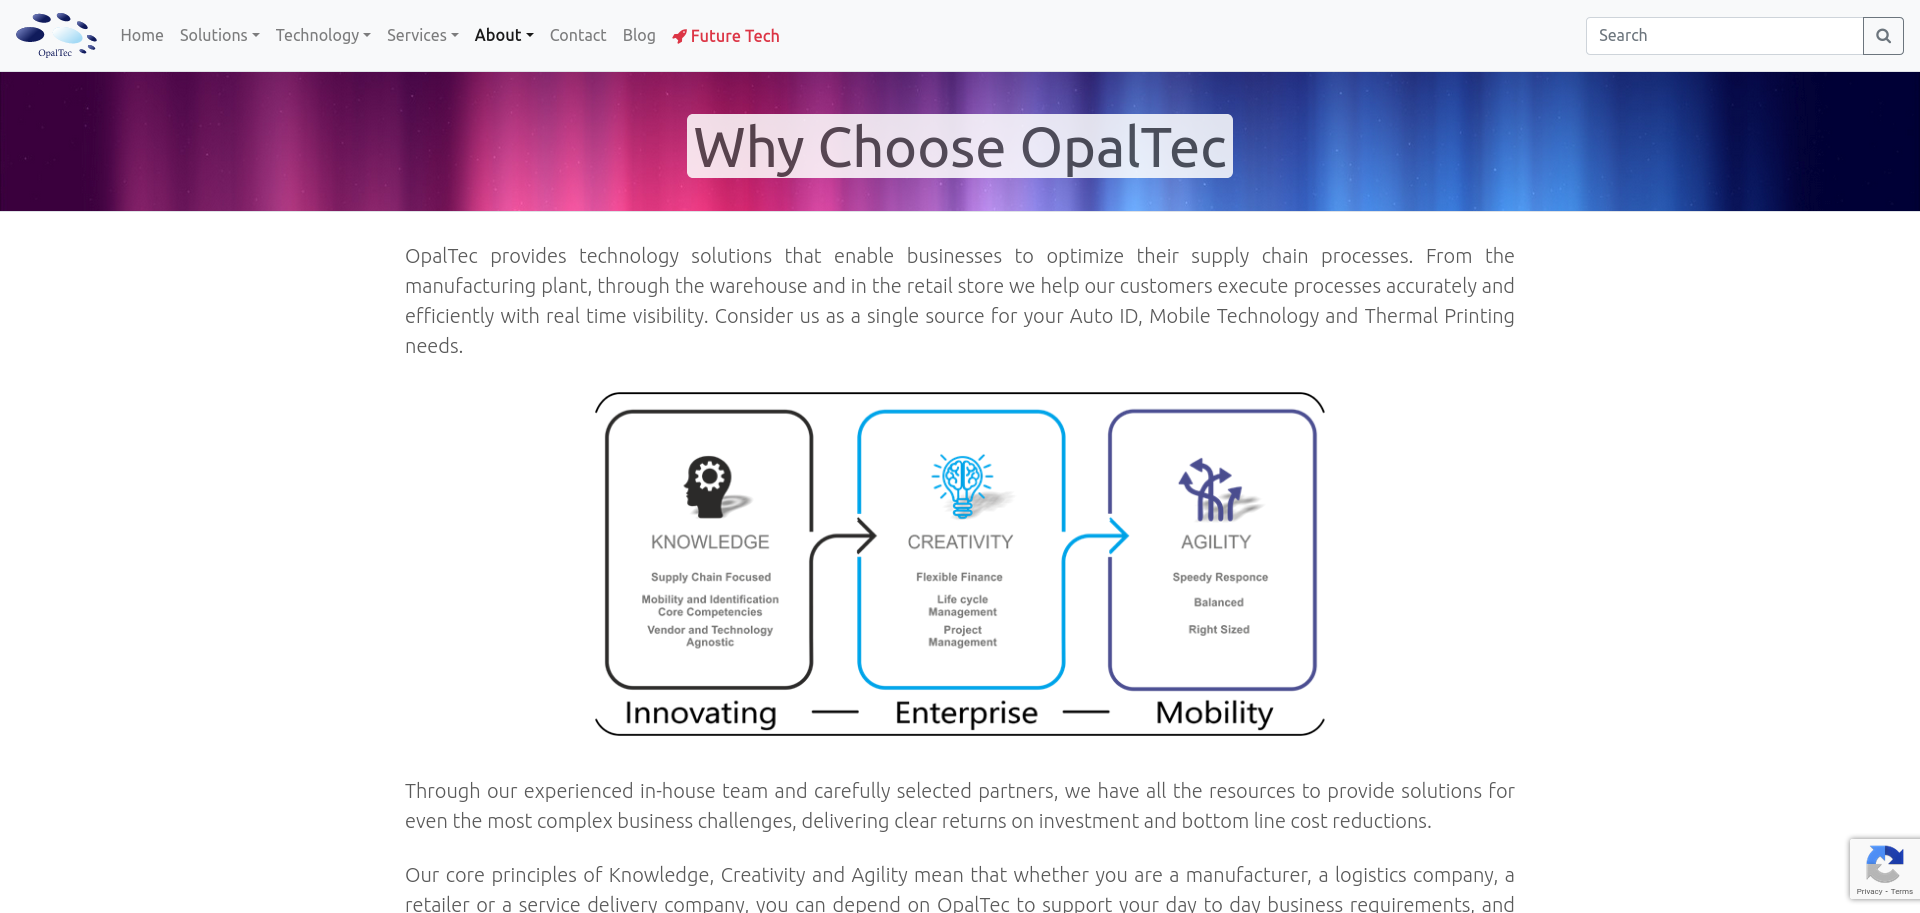 OpalTec
Home Solutions Technology Services About Contact Blog Future Tech Search
Why Choose OpalTec
OpalTec provides technology solutions that enable businesses to optimize their supply chain processes. From the
manufacturing plant, through the warehouse and in the retail store we help our customers execute processes accurately and
efficiently with real time visibility. Consider us as a single source for your Auto ID, Mobile Technology and Thermal Printing
needs.
KNOWLEDGE
Supply Chain Focused
Mobility and Identification
Core Competencies
Vendor and Technology
Agnostic
CREATIVITY
Flexible Finance
Life cycle
Management
Project
Management
AGILITY
Speedy Responce
Balanced
Right Sized
Innovating — Enterprise — Mobility
Through our experienced in-house team and carefully selected partners, we have all the resources to provide solutions for
even the most complex business challenges, delivering clear returns on investment and bottom line cost reductions.
Our core principles of Knowledge, Creativity and Agility mean that whether you are a manufacturer, a logistics company, a
retailer or a service delivery company, you can depend on OpalTec to support your day to day business requirements, and
Privacy - Terms